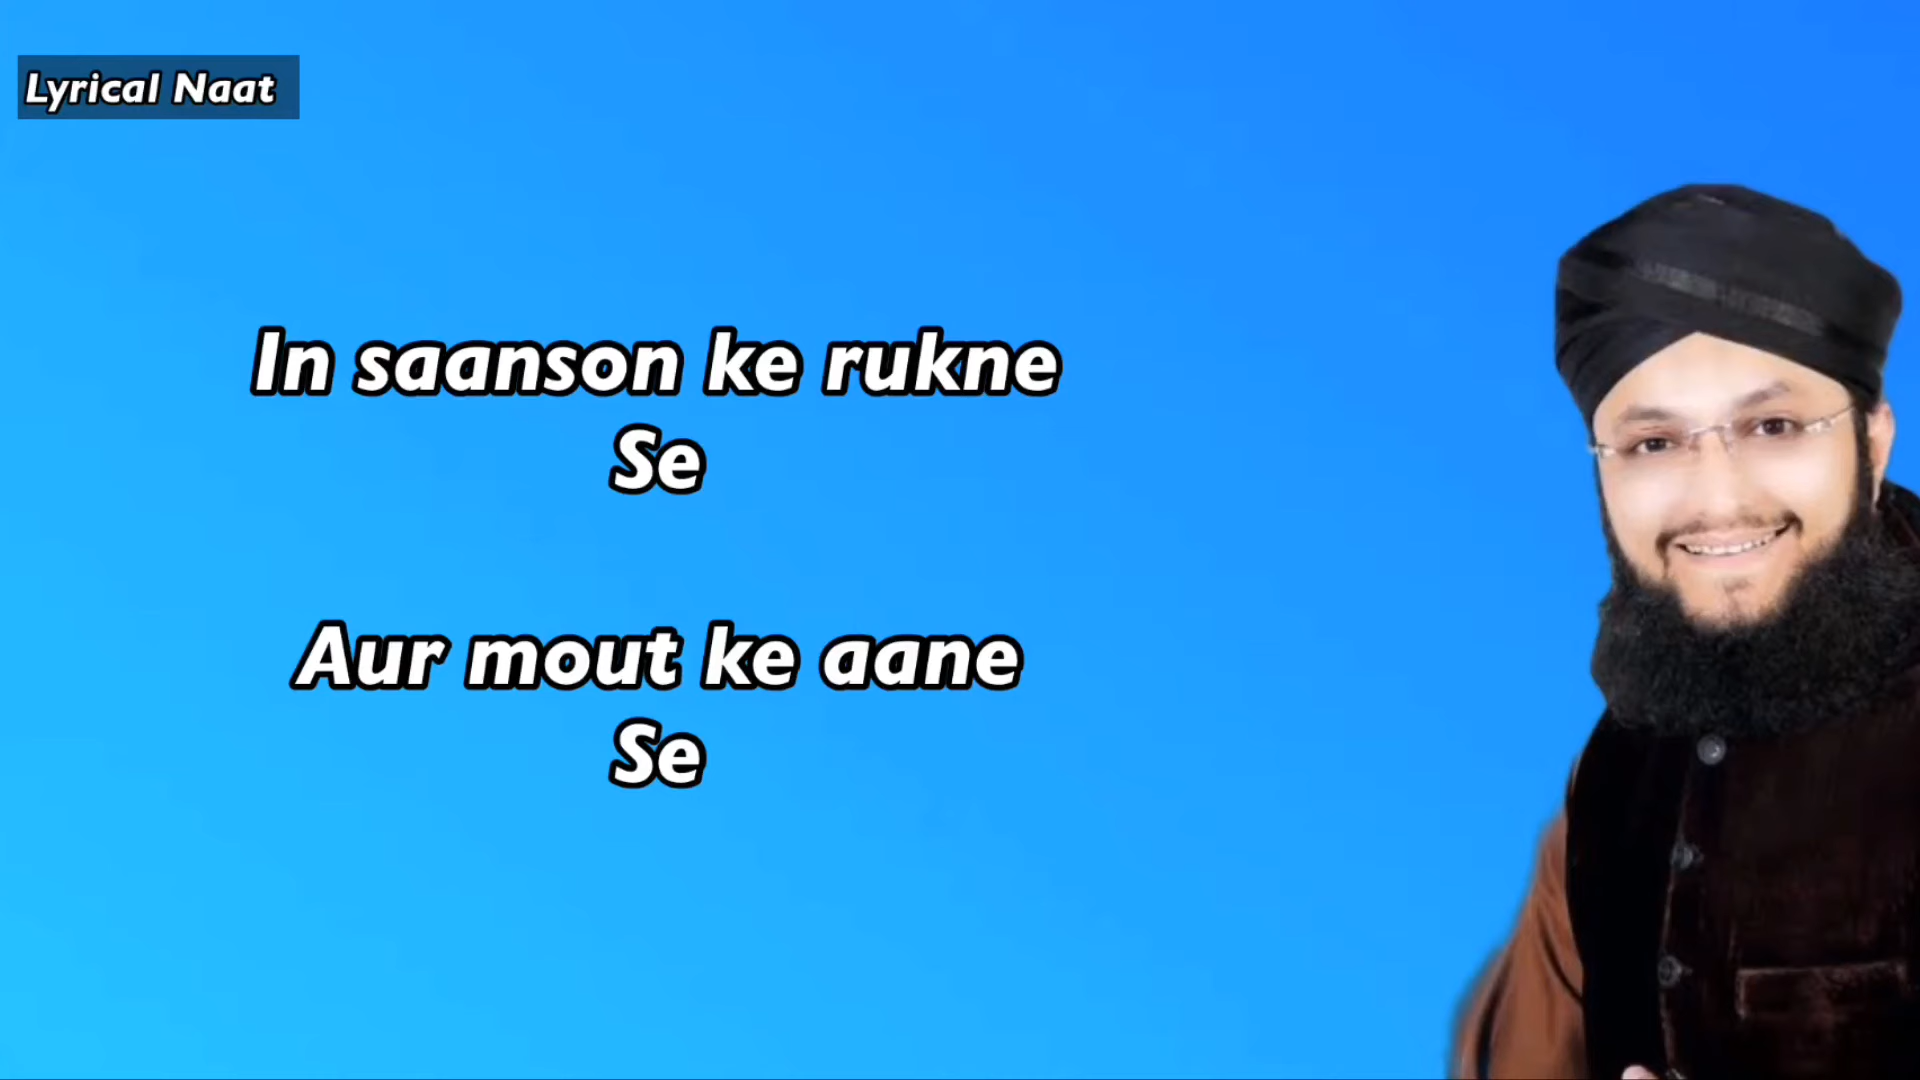 Lyrical Naat
In saanson ke rukne
Se
Aur mout ke aane
Se